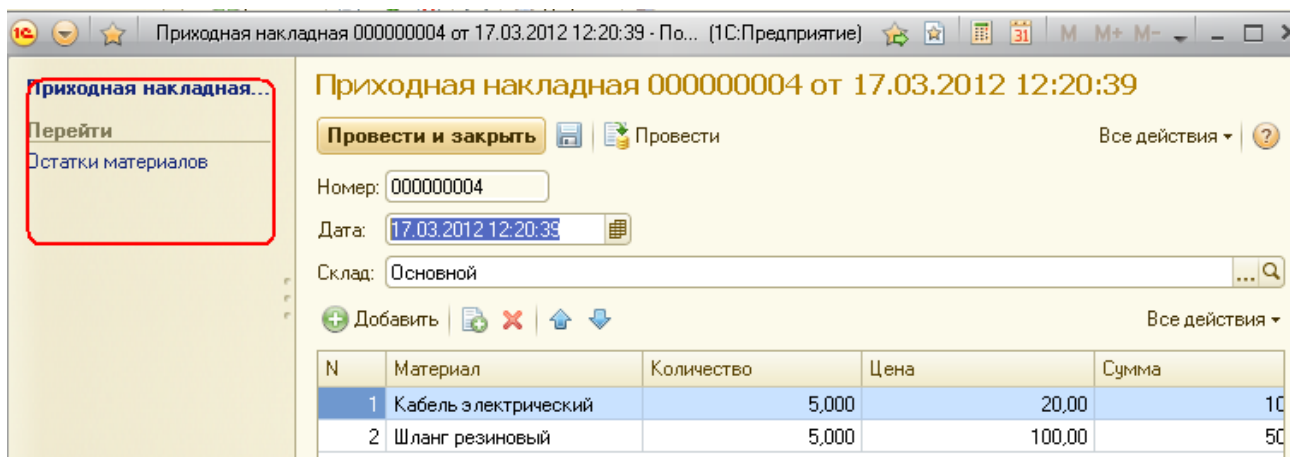 Приходная накладная 000000004 от 17.03.2012 12:20:39 - По... (1С:Предприятие) 31 M M+ M-
Приходная накладная...
Перейти
Остатки материалов
Приходная накладная 000000004 от 17.03.2012 12:20:39
Провести и закрыть Провести Все действия ?
Номер: 000000004
Дата: 17.03.2012 12:20:39
Склад: Основной ...
Добавить Все действия
N Материал Количество Цена Сумма
1 Кабель электрический 5,000 20,00 10
2 Шланг резиновый 5,000 100,00 50